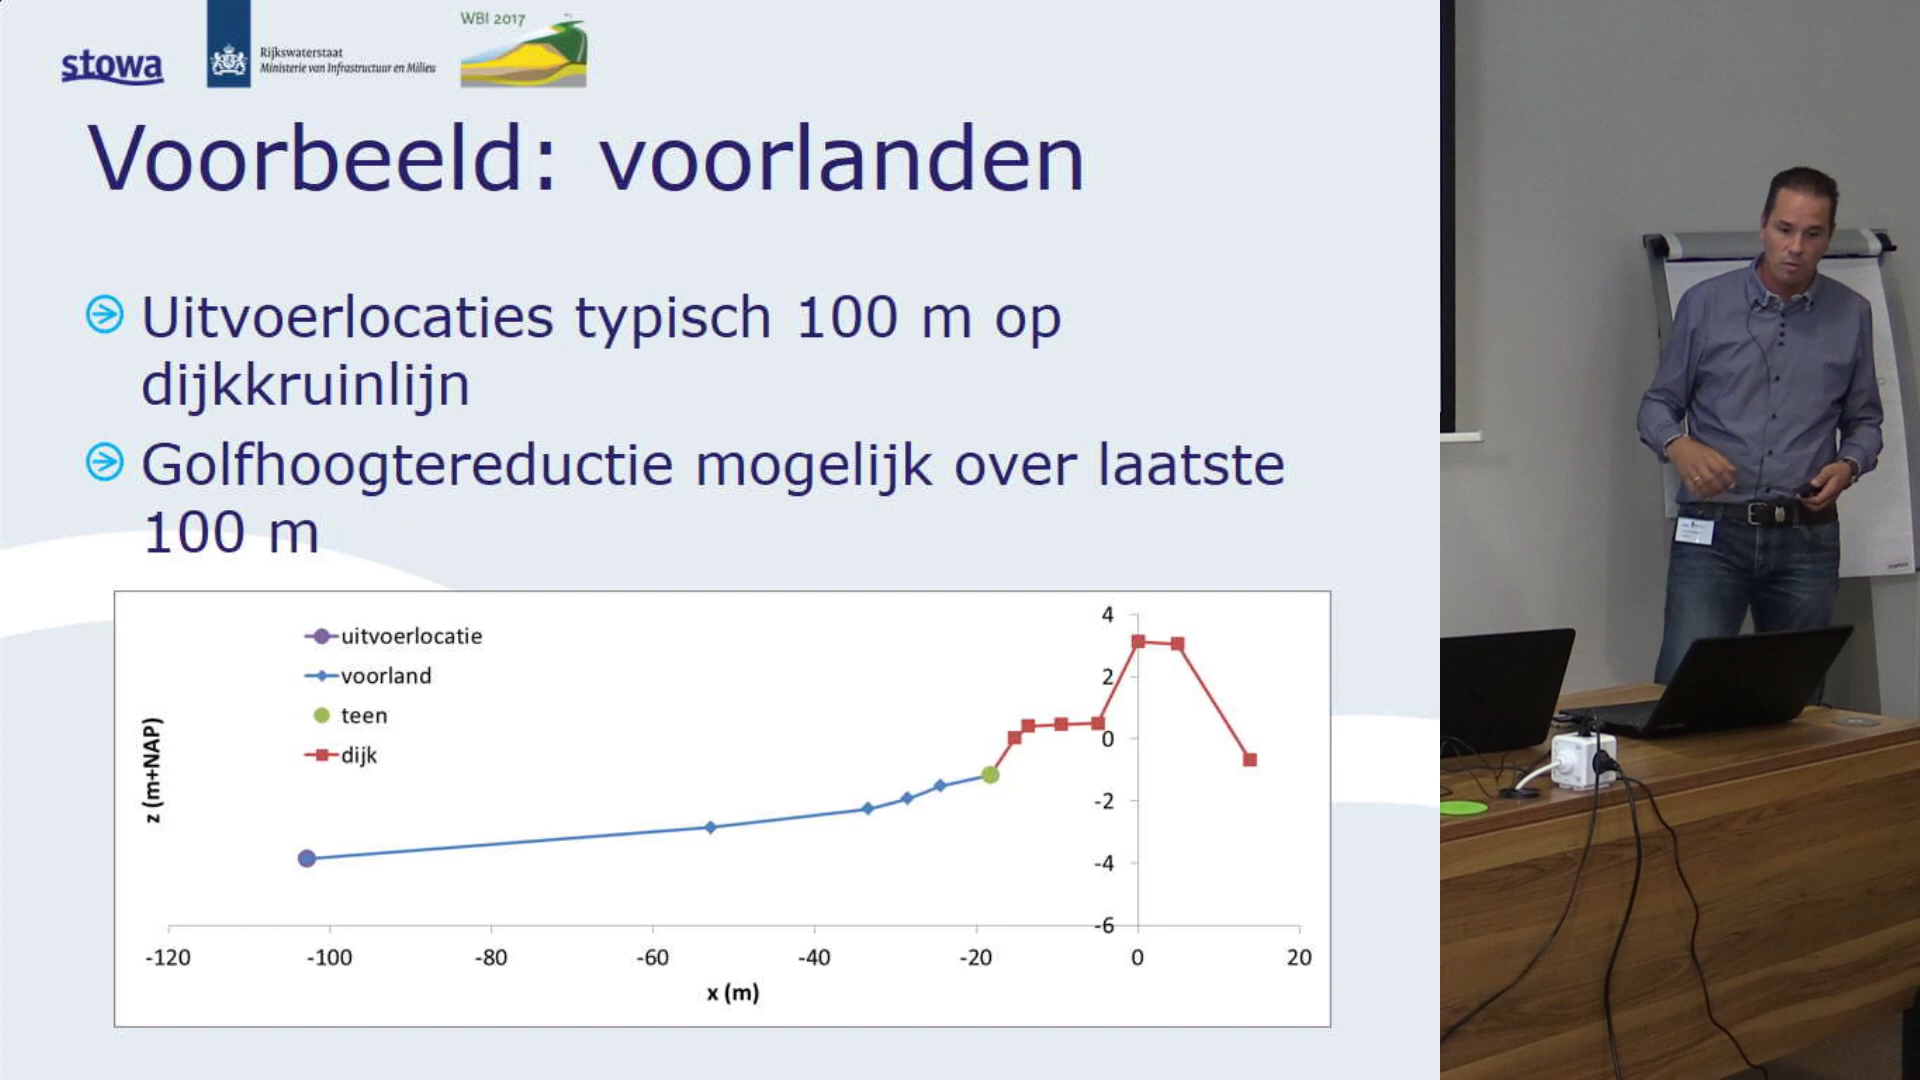 stowa
Rijkswaterstaat
Ministerie van Infrastructuur en Milieu
WBI 2017
Voorbeeld: voorlanden
Uitvoerlocaties typisch 100 m op
dijkkruinlijn
Golfhoogtereductie mogelijk over laatste
100 m
uitvoerlocatie
voorland
teen
dijk
4
2
0
-2
-4
-6
z (m+NAP)
-120 -100 -80 -60 -40 -20 0 20
x (m)